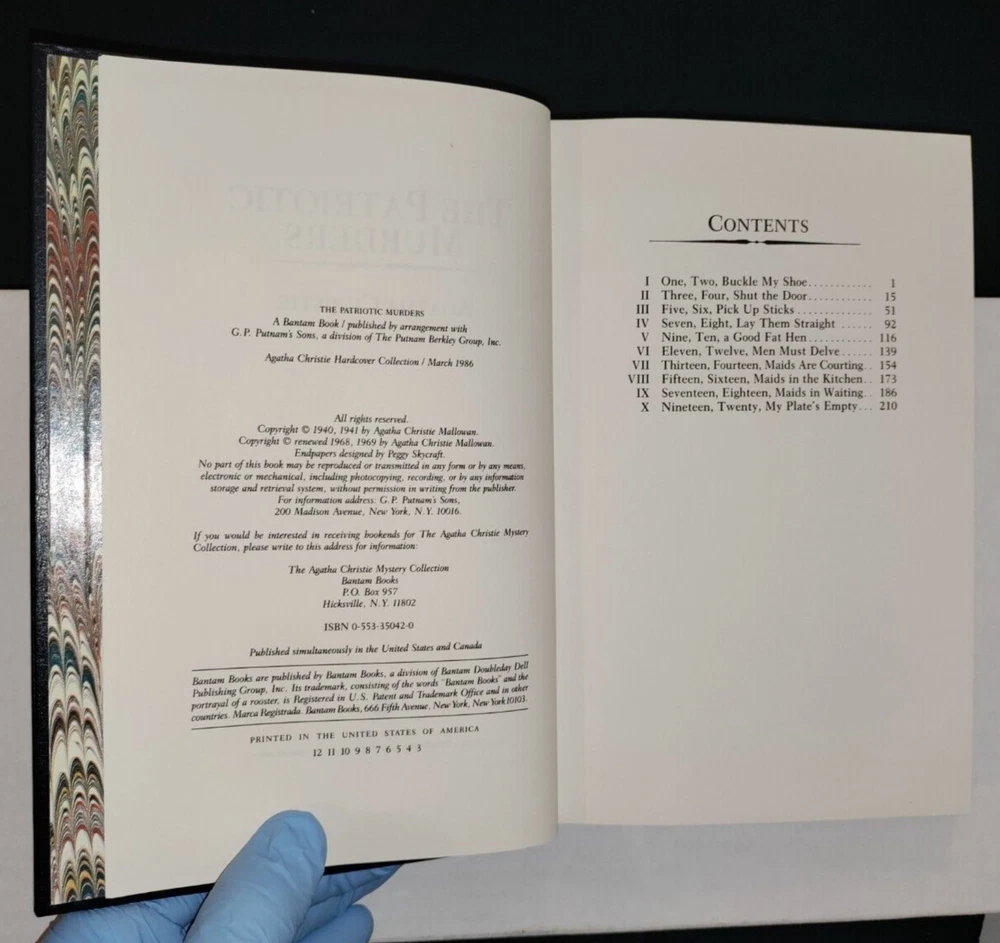 THE PATRIOTIC
MURDERS
THE PATRIOTIC MURDERS
A Bantam Book / published by arrangement with
G. P. Putnam's Sons, a division of The Putnam Berkley Group, Inc.
Agatha Christie Hardcover Collection / March 1986
All rights reserved.
Copyright © 1940, 1941 by Agatha Christie Mallowan.
Copyright © renewed 1968, 1969 by Agatha Christie Mallowan.
Endpapers designed by Peggy Skycraft.
No part of this book may be reproduced or transmitted in any form or by any means,
electronic or mechanical, including photocopying, recording, or by any information
storage and retrieval system, without permission in writing from the publisher.
For information address: G. P. Putnam's Sons,
200 Madison Avenue, New York, N.Y. 10016.
If you would be interested in receiving bookends for The Agatha Christie Mystery
Collection, please write to this address for information:
The Agatha Christie Mystery Collection
Bantam Books
P.O. Box 957
Hicksville, N.Y. 11802
ISBN 0-553-35042-0
Published simultaneously in the United States and Canada
Bantam Books are published by Bantam Books, a division of Bantam Doubleday Dell
Publishing Group, Inc. Its trademark, consisting of the words "Bantam Books" and the
portrayal of a rooster, is Registered in U.S. Patent and Trademark Office and in other
countries. Marca Registrada. Bantam Books, 666 Fifth Avenue, New York, New York 10103.
PRINTED IN THE UNITED STATES OF AMERICA
12 11 10 9 8 7 6 5 4 3
CONTENTS
I One, Two, Buckle My Shoe............ 1
II Three, Four, Shut the Door............ 15
III Five, Six, Pick Up Sticks.............. 51
IV Seven, Eight, Lay Them Straight ...... 92
V Nine, Ten, a Good Fat Hen............ 116
VI Eleven, Twelve, Men Must Delve...... 139
VII Thirteen, Fourteen, Maids Are Courting.. 154
VIII Fifteen, Sixteen, Maids in the Kitchen.. 173
IX Seventeen, Eighteen, Maids in Waiting.. 186
X Nineteen, Twenty, My Plate's Empty... 210